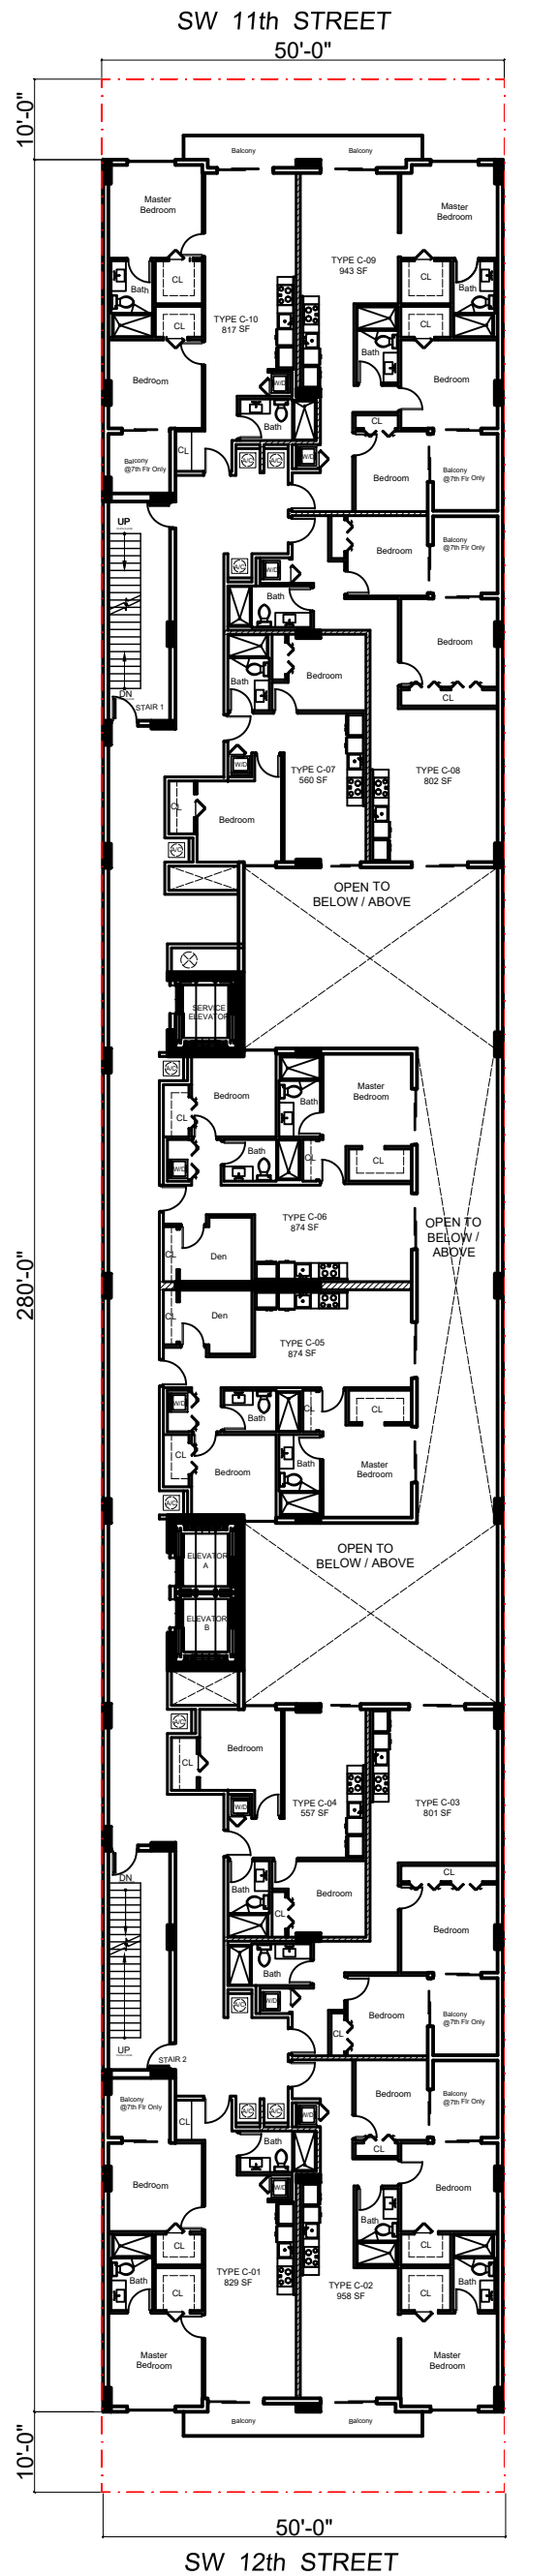 SW 11th STREET
50'-0"
10'-0"
Balcony
Balcony
Master
Bedroom
Master
Bedroom
TYPE C-09
943 SF
CL
CL
Bath
Bath
TYPE C-10
817 SF
CL
CL
Bath
Bedroom
Bedroom
W/D
Bath
CL
CL
Balcony
@7th Flr Only
W/D
A/C
A/C
Bedroom
Balcony
@7th Flr Only
UP
Bedroom
Balcony
@7th Flr Only
A/C
W/D
Bath
Bedroom
Bath
Bedroom
DN
STAIR 1
CL
W/D
TYPE C-07
560 SF
TYPE C-08
802 SF
CL
Bedroom
A/C
OPEN TO
BELOW / ABOVE
SERVICE
ELEVATOR
A/C
Bedroom
Master
Bedroom
Bath
CL
Bath
CL
CL
W/D
TYPE C-06
874 SF
OPEN TO
BELOW /
ABOVE
CL
Den
280'-0"
CL
Den
TYPE C-05
874 SF
W/D
Bath
CL
CL
CL
Bath
Bedroom
Master
Bedroom
A/C
OPEN TO
BELOW / ABOVE
ELEVATOR
A
ELEVATOR
B
A/C
Bedroom
CL
W/D
TYPE C-04
557 SF
TYPE C-03
801 SF
DN
CL
Bath
Bedroom
CL
Bedroom
Bath
A/C
W/D
Bedroom
Balcony
@7th Flr Only
CL
UP
STAIR 2
Balcony
@7th Flr Only
Bedroom
Balcony
@7th Flr Only
CL
A/C
A/C
W/D
Bath
CL
Bedroom
W/D
Bedroom
Bath
CL
CL
TYPE C-01
829 SF
Bath
CL
TYPE C-02
958 SF
CL
Bath
Master
Bedroom
Master
Bedroom
Balcony
Balcony
10'-0"
50'-0"
SW 12th STREET